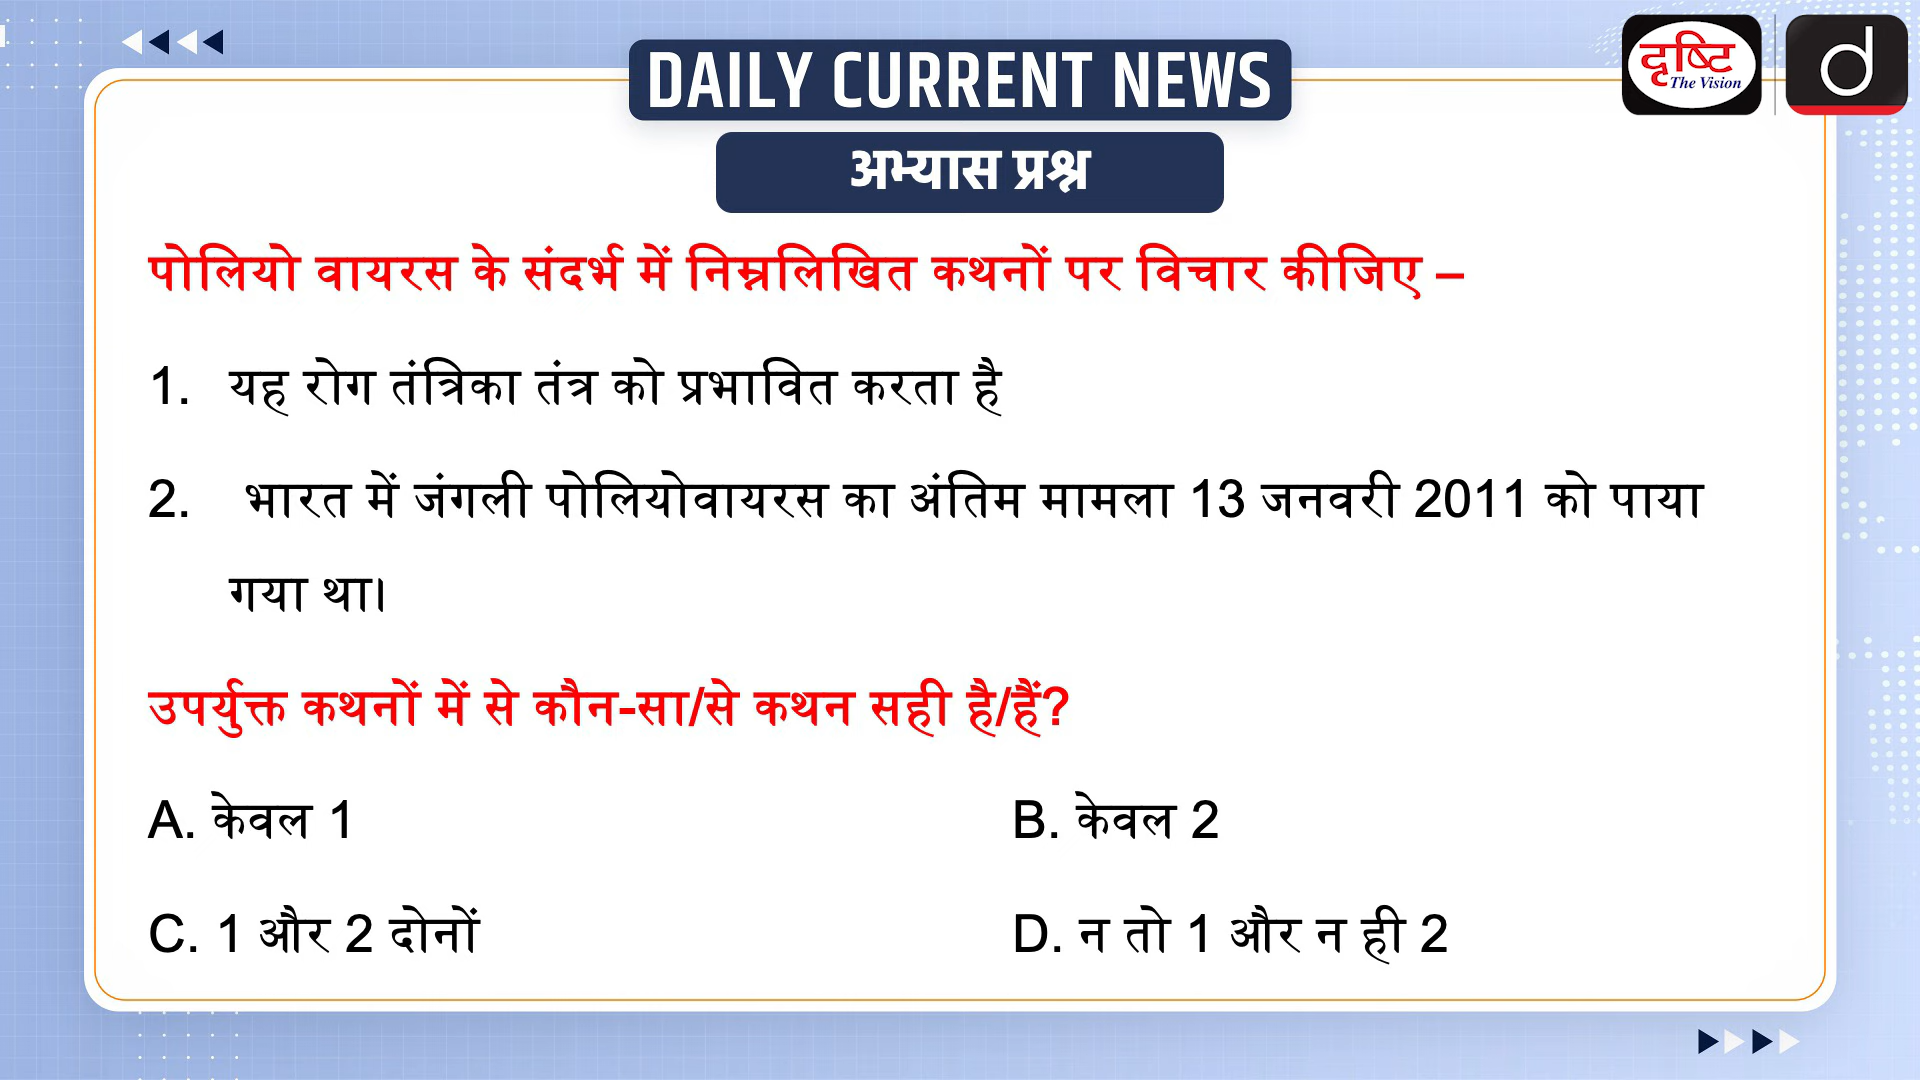 DAILY CURRENT NEWS
दृष्टि
The Vision
d
अभ्यास प्रश्न
पोलियो वायरस के संदर्भ में निम्नलिखित कथनों पर विचार कीजिए –
1. यह रोग तंत्रिका तंत्र को प्रभावित करता है
2. भारत में जंगली पोलियोवायरस का अंतिम मामला 13 जनवरी 2011 को पाया
गया था।
उपर्युक्त कथनों में से कौन-सा/से कथन सही है/हैं?
A. केवल 1
B. केवल 2
C. 1 और 2 दोनों
D. न तो 1 और न ही 2